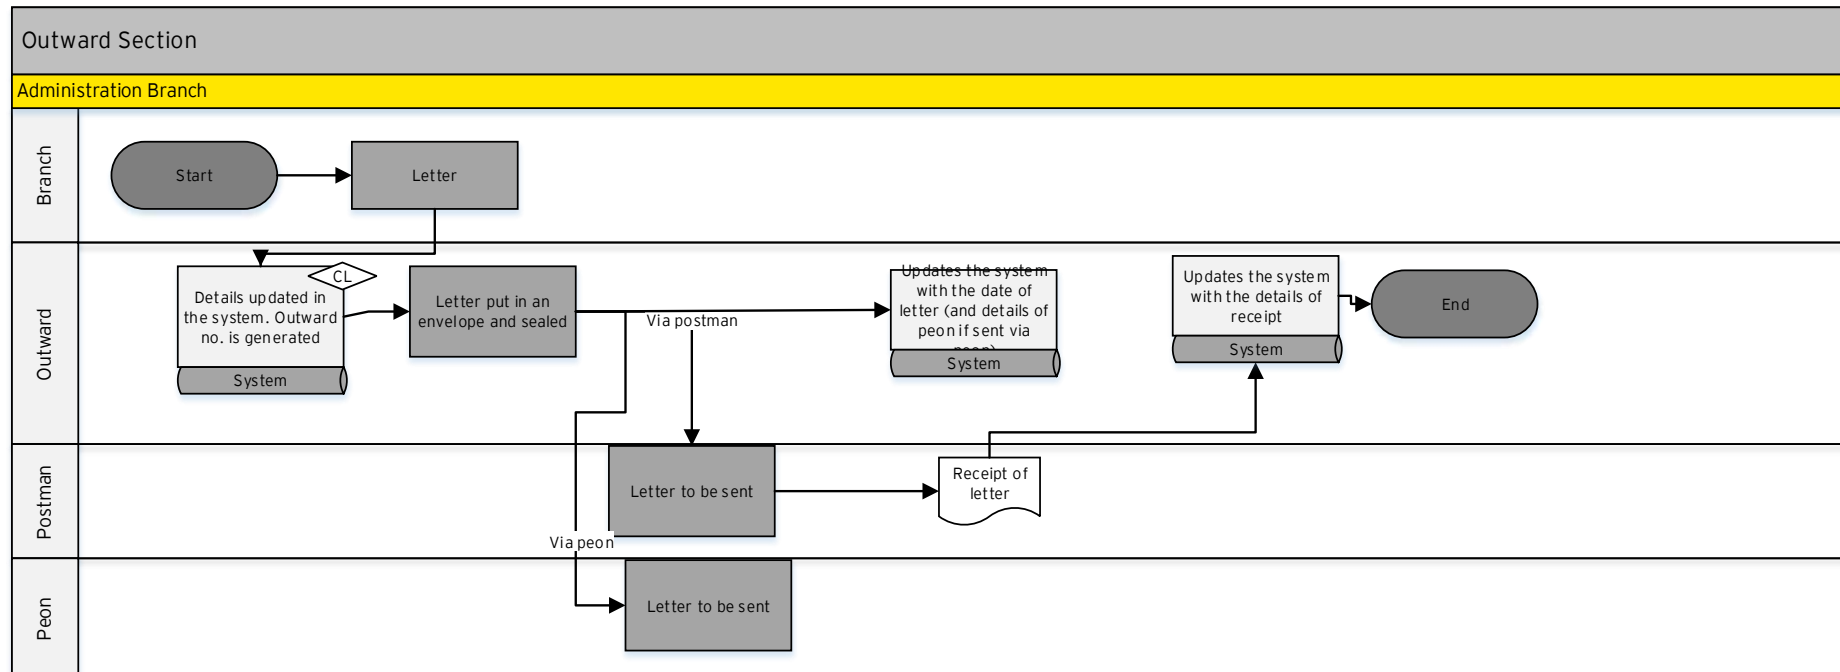 Outward Section
Administration Branch
Branch
Start
Letter
Outward
CL
Details updated in
the system. Outward
no. is generated
System
Letter put in an
envelope and sealed
Via postman
Updates the system
with the date of
letter (and details of
peon if sent via
peon)
System
Updates the system
with the details of
receipt
System
End
Postman
Letter to be sent
Receipt of
letter
Via peon
Peon
Letter to be sent